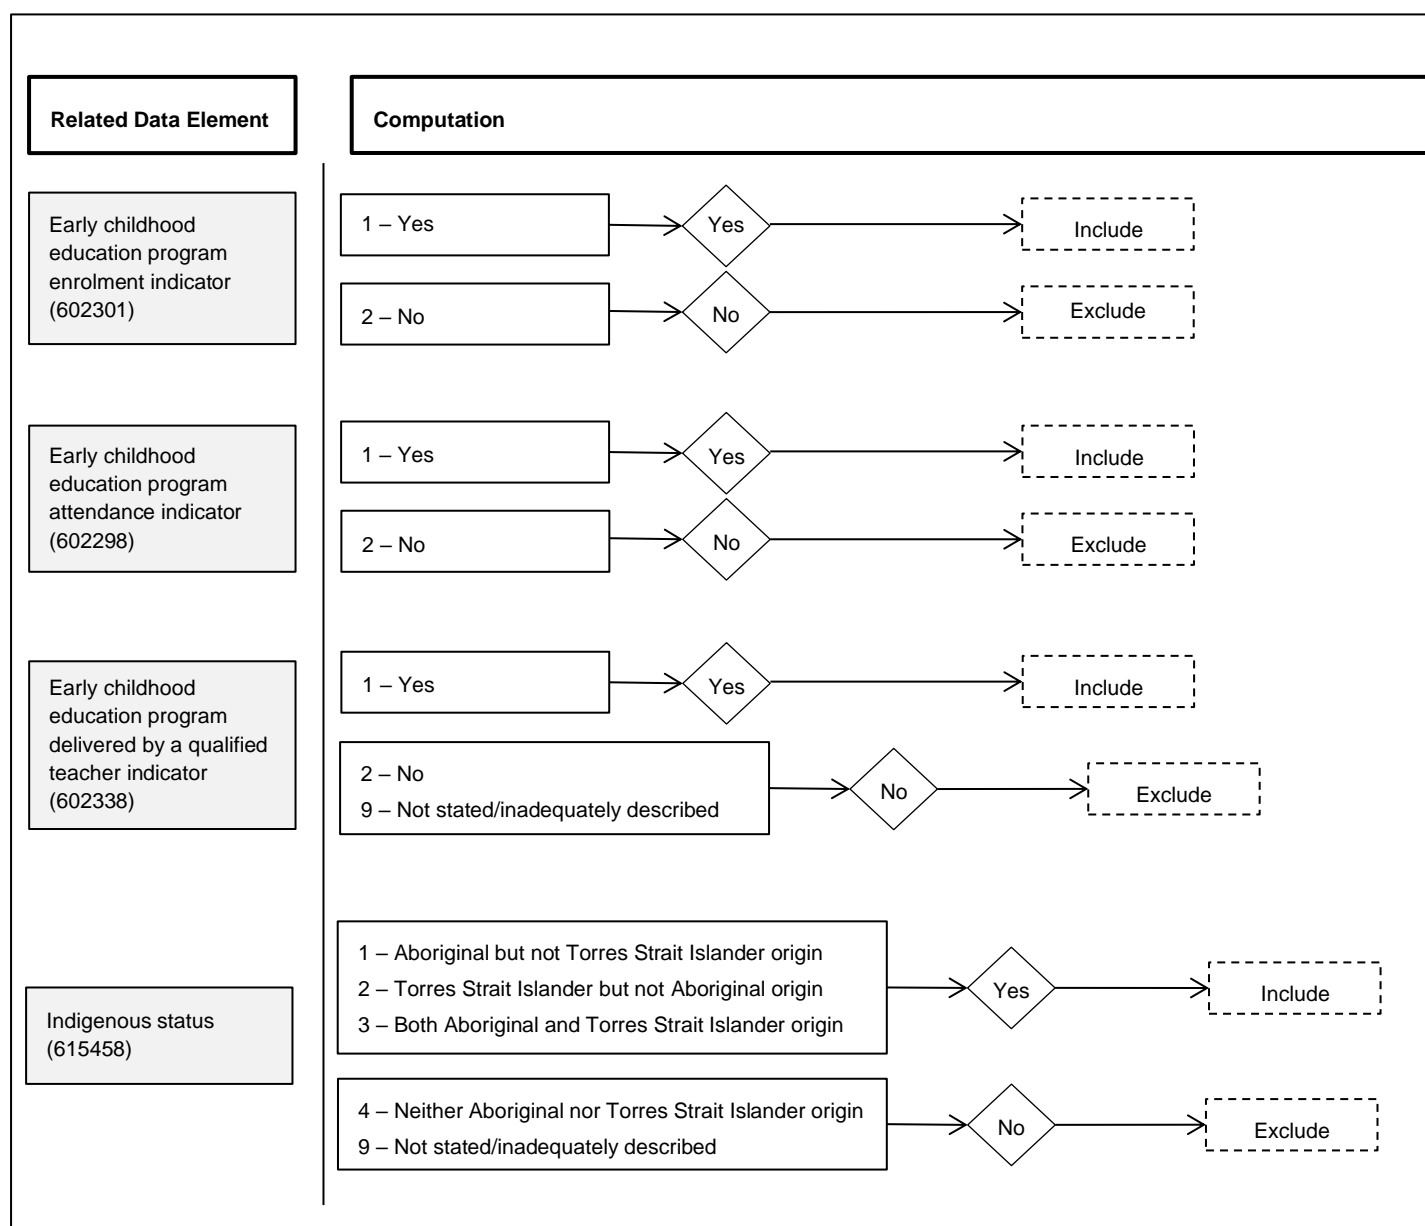 Related Data Element
Computation
Early childhood
education program
enrolment indicator
(602301)
1 – Yes
Yes
Include
2 – No
No
Exclude
Early childhood
education program
attendance indicator
(602298)
1 – Yes
Yes
Include
2 – No
No
Exclude
Early childhood
education program
delivered by a qualified
teacher indicator
(602338)
1 – Yes
Yes
Include
2 – No
9 – Not stated/inadequately described
No
Exclude
Indigenous status
(615458)
1 – Aboriginal but not Torres Strait Islander origin
2 – Torres Strait Islander but not Aboriginal origin
3 – Both Aboriginal and Torres Strait Islander origin
Yes
Include
4 – Neither Aboriginal nor Torres Strait Islander origin
9 – Not stated/inadequately described
No
Exclude